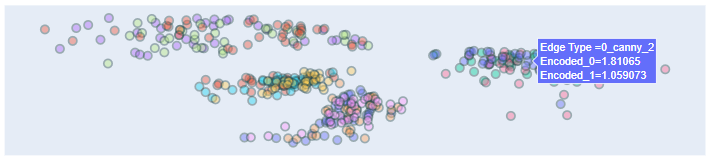 Edge Type =0_canny_2
Encoded_0=1.81065
Encoded_1=1.059073